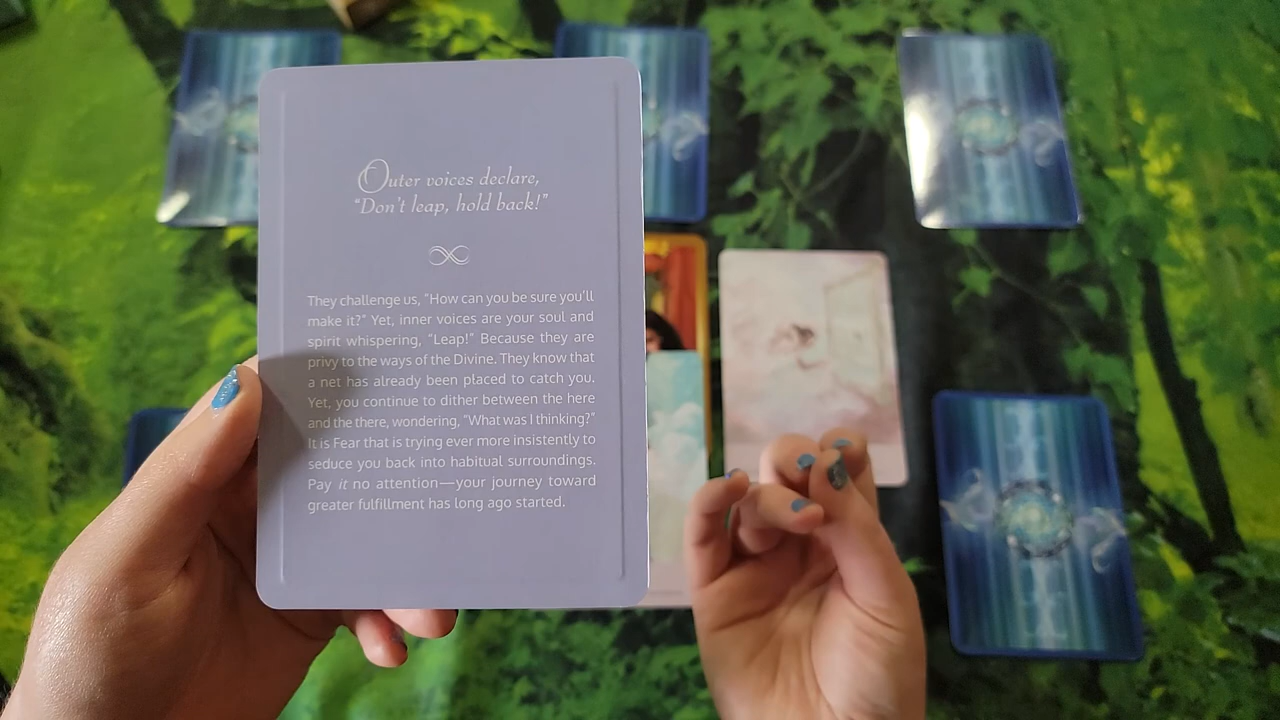 Outer voices declare,
“Don’t leap, hold back!”
They challenge us, “How can you be sure you’ll
make it?” Yet, inner voices are your soul and
spirit whispering, “Leap!” Because they are
privy to the ways of the Divine. They know that
a net has already been placed to catch you.
Yet, you continue to dither between the here
and the there, wondering, “What was I thinking?”
It is Fear that is trying ever more insistently to
seduce you back into habitual surroundings.
Pay it no attention—your journey toward
greater fulfillment has long ago started.